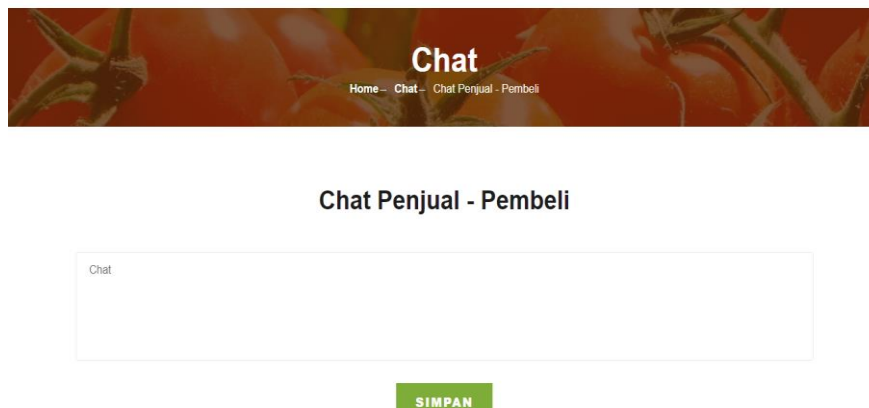 Chat
Home – Chat – Chat Penjual - Pembeli
Chat Penjual - Pembeli
Chat
SIMPAN